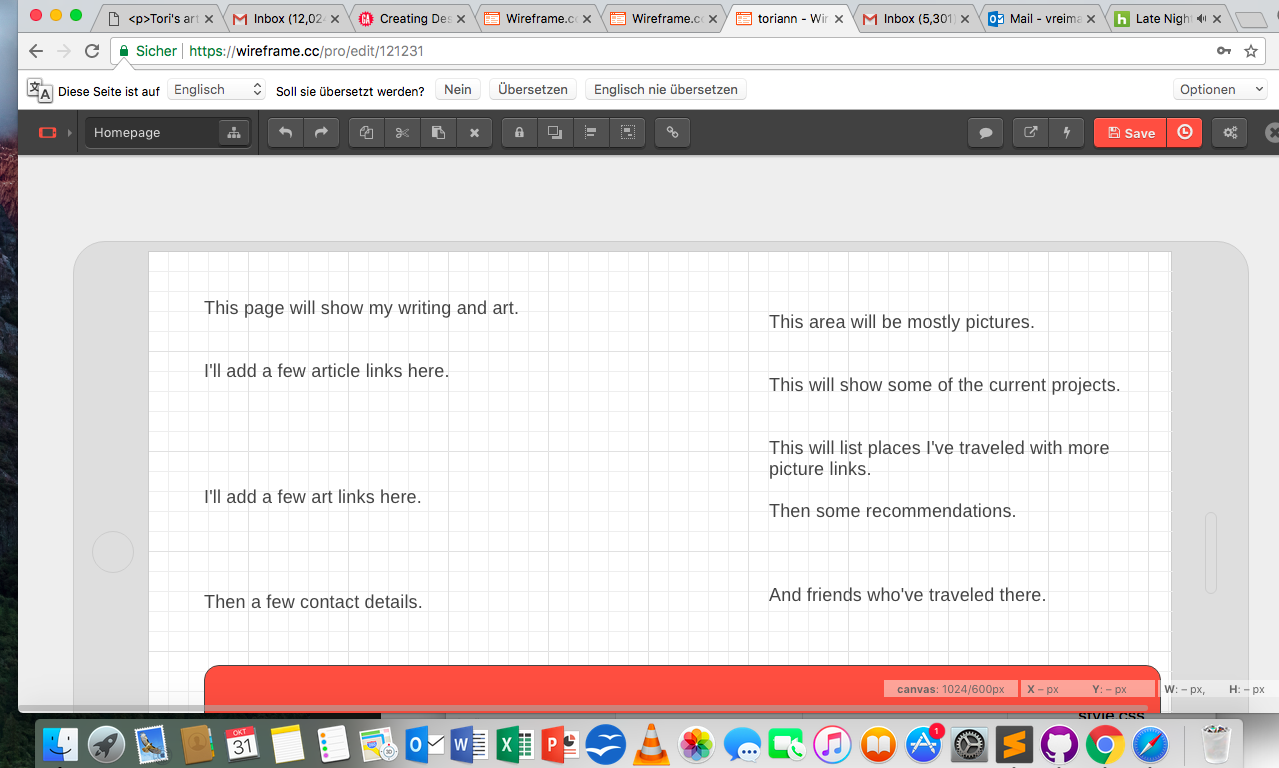 <p>Tori's art
Inbox (12,024
Creating Des
Wireframe.cc
Wireframe.cc
toriann - Wir
Inbox (5,301)
Mail - vreima
Late Nigh
Sicher https://wireframe.cc/pro/edit/121231
Diese Seite ist auf Englisch Soll sie übersetzt werden? Nein Übersetzen Englisch nie übersetzen Optionen
Homepage Save
This page will show my writing and art.
This area will be mostly pictures.
I'll add a few article links here.
This will show some of the current projects.
This will list places I've traveled with more
picture links.
I'll add a few art links here.
Then some recommendations.
And friends who've traveled there.
Then a few contact details.
canvas: 1024/600px X – px Y: – px W: – px, H: – px
style.css
OKT
31
1